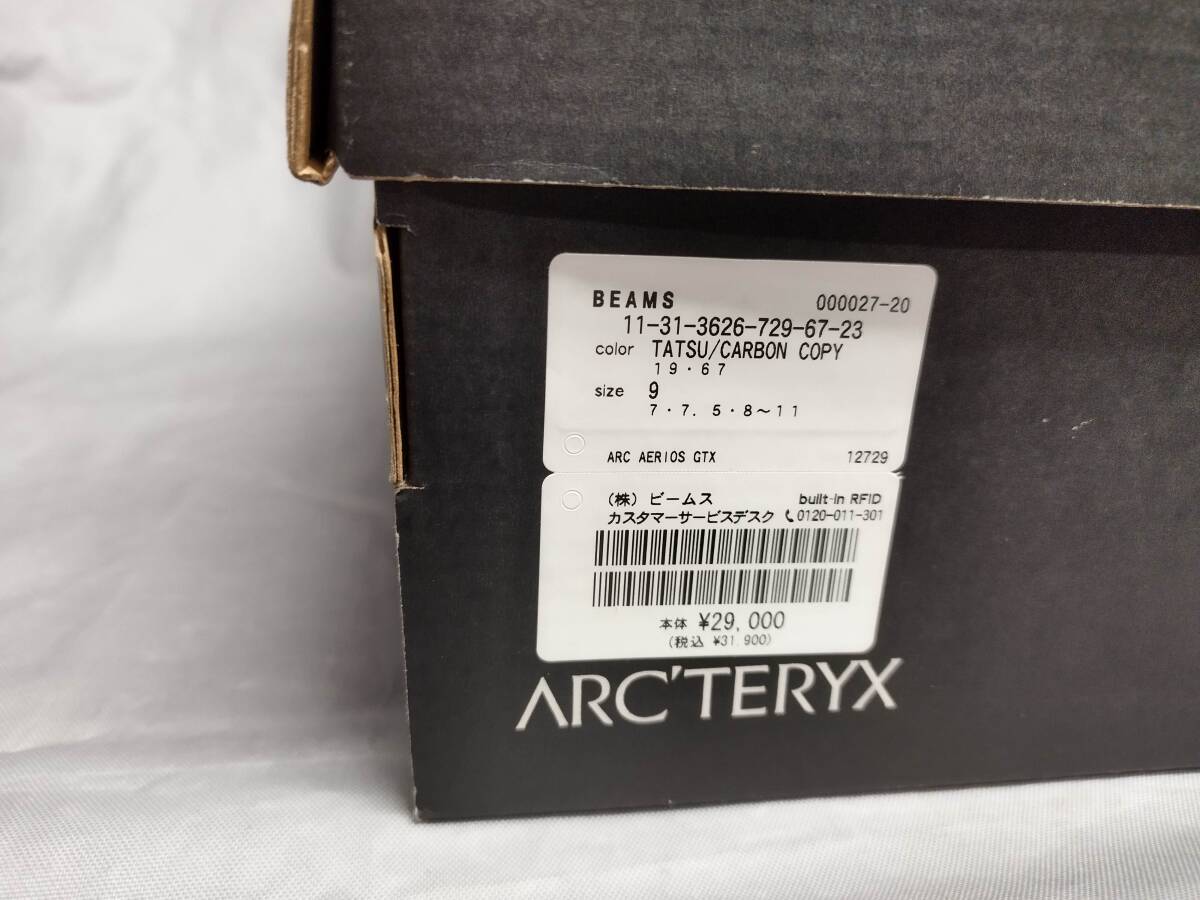 BEAMS 000027-20
11-31-3626-729-67-23
color TATSU/CARBON COPY
19・67
size 9
7・7.5・8~11
ARC AERIOS GTX 12729
(株)ビームス built-in RFID
カスタマーサービスデスク 0120-011-301
本体 ¥29,000
(税込 ¥31,900)
ARC'TERYX